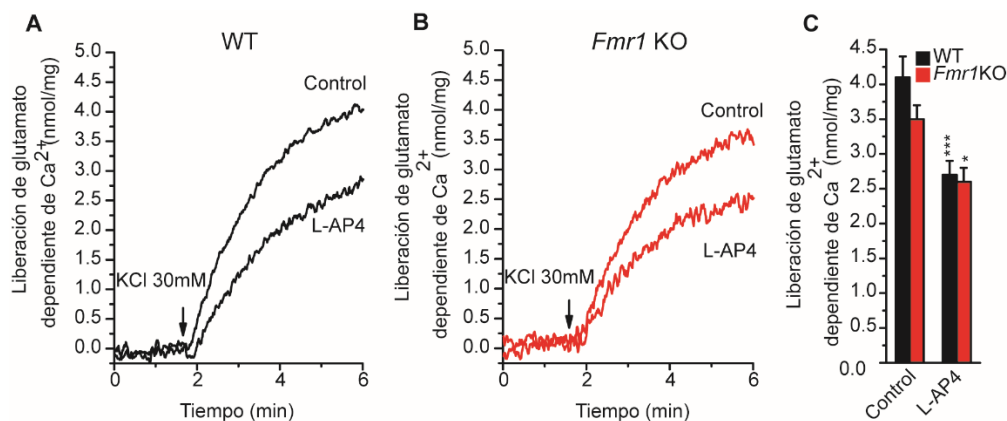 A
WT
Liberación de glutamato
dependiente de Ca2+ (nmol/mg)
5.0
4.5
4.0
3.5
3.0
2.5
2.0
1.5
1.0
0.5
0.0
Control
L-AP4
KCl 30mM
0
2
4
6
Tiempo (min)
B
Fmr1 KO
Liberación de glutamato
dependiente de Ca2+ (nmol/mg)
5.0
4.5
4.0
3.5
3.0
2.5
2.0
1.5
1.0
0.5
0.0
Control
L-AP4
KCl 30mM
0
2
4
6
Tiempo (min)
C
WT
Fmr1KO
Liberación de glutamato
dependiente de Ca2+ (nmol/mg)
4.5
4.0
3.5
3.0
2.5
2.0
1.5
1.0
0.5
0.0
***
*
Control
L-AP4